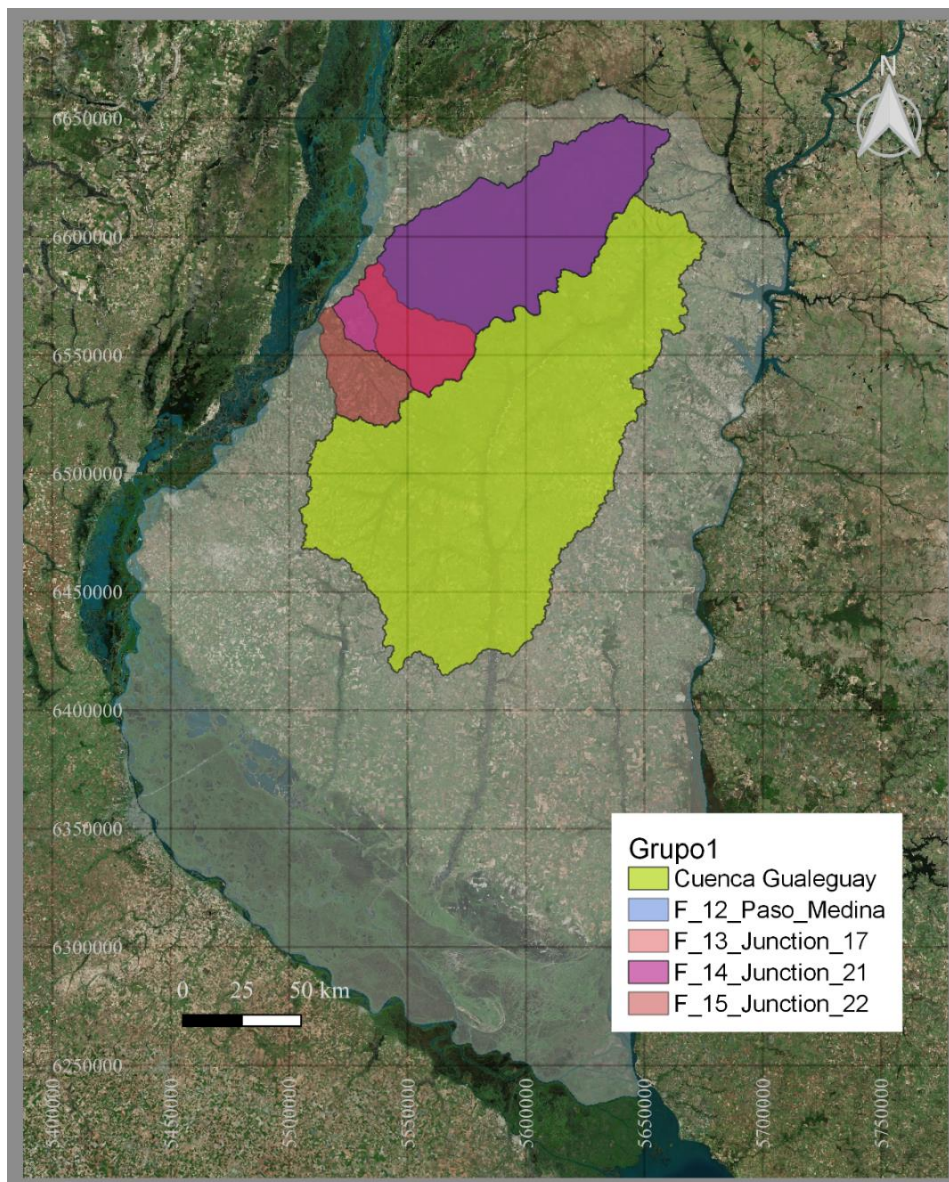 N
6650000
6600000
6550000
6500000
6450000
6400000
6350000
6300000
6250000
Grupo1
Cuenca Gualeguay
F_12_Paso_Medina
F_13_Junction_17
F_14_Junction_21
F_15_Junction_22
0 25 50 km
5400000
5450000
5500000
5550000
5600000
5650000
5700000
5750000